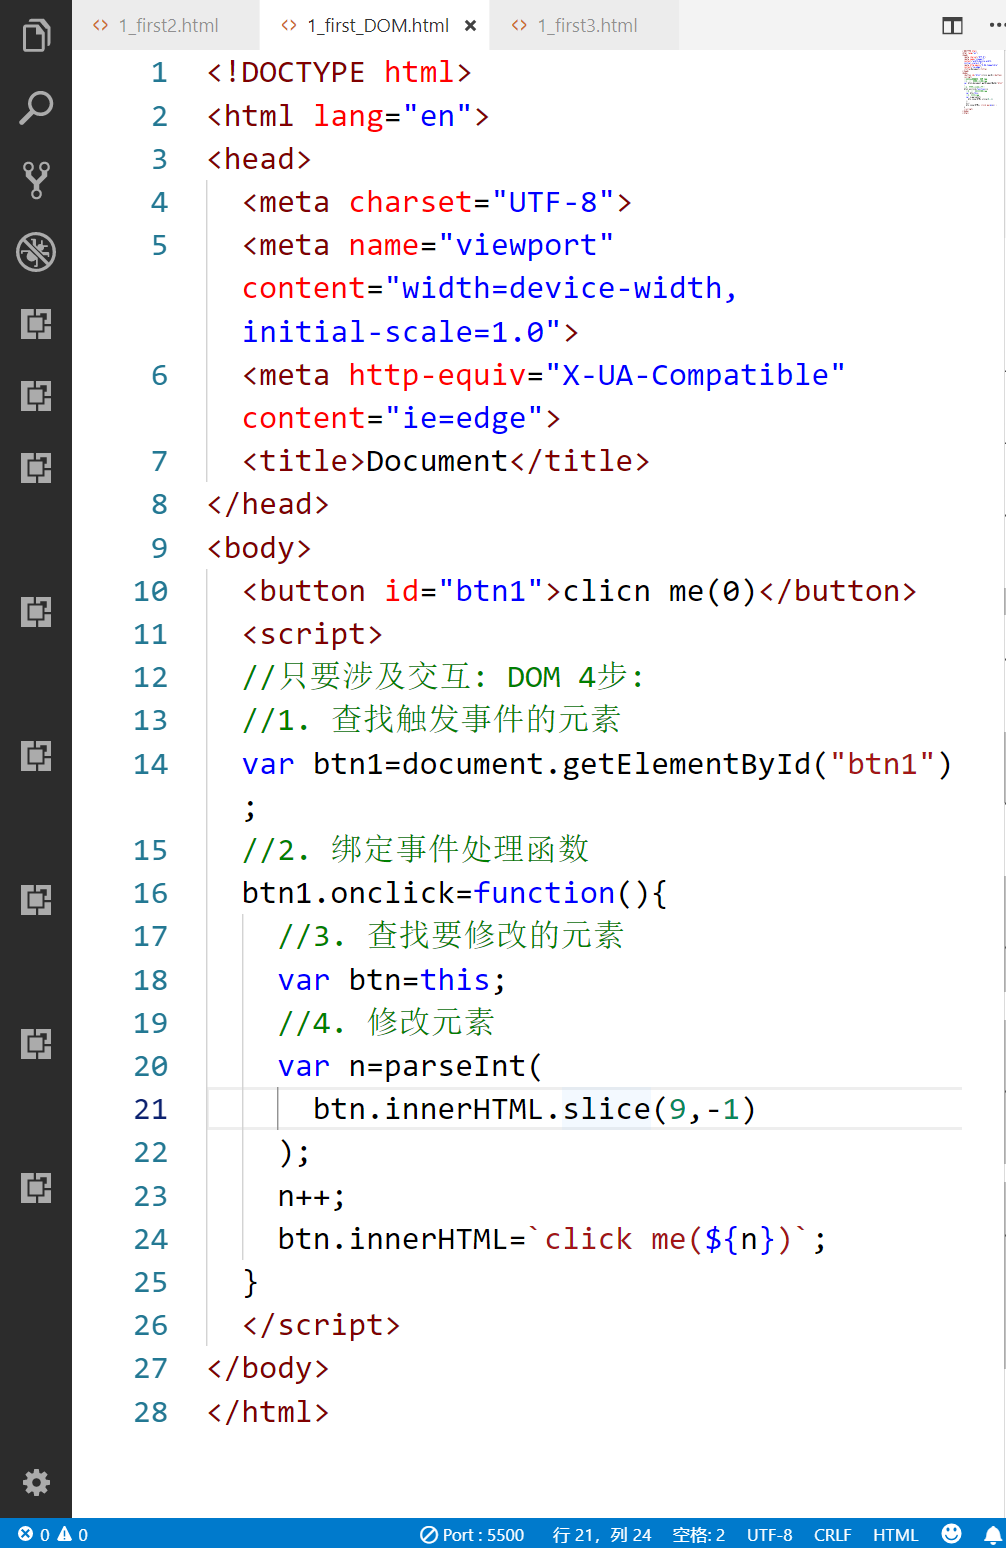 1_first2.html
1_first_DOM.html
1_first3.html
1 <!DOCTYPE html>
2 <html lang="en">
3 <head>
4 <meta charset="UTF-8">
5 <meta name="viewport"
content="width=device-width,
initial-scale=1.0">
6 <meta http-equiv="X-UA-Compatible"
content="ie=edge">
7 <title>Document</title>
8 </head>
9 <body>
10 <button id="btn1">clicn me(0)</button>
11 <script>
12 //只要涉及交互: DOM 4步:
13 //1. 查找触发事件的元素
14 var btn1=document.getElementById("btn1")
;
15 //2. 绑定事件处理函数
16 btn1.onclick=function(){
17 //3. 查找要修改的元素
18 var btn=this;
19 //4. 修改元素
20 var n=parseInt(
21 btn.innerHTML.slice(9,-1)
22 );
23 n++;
24 btn.innerHTML=`click me(${n})`;
25 }
26 </script>
27 </body>
28 </html>
0 0 Port : 5500 行 21，列 24 空格: 2 UTF-8 CRLF HTML